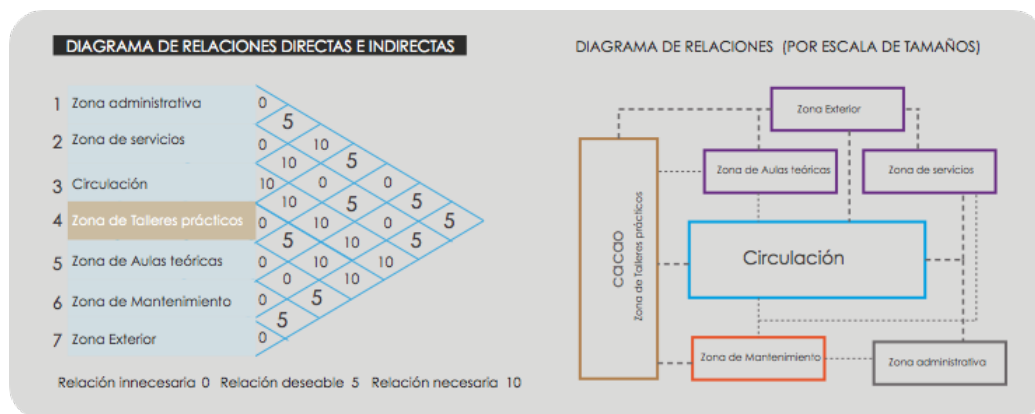 DIAGRAMA DE RELACIONES DIRECTAS E INDIRECTAS
1 Zona administrativa 0
5
2 Zona de servicios 0 10
10 5
3 Circulación 10 0 0
10 5 5
4 Zona de Talleres prácticos 0 10 0 5
5 10 5
5 Zona de Aulas teóricas 0 10 10
0 10
6 Zona de Mantenimiento 0 5
5
7 Zona Exterior 0
Relación innecesaria 0 Relación deseable 5 Relación necesaria 10
DIAGRAMA DE RELACIONES (POR ESCALA DE TAMAÑOS)
Zona Exterior
Zona de Aulas teóricas
Zona de servicios
cacao
Zona de Talleres prácticos
Circulación
Zona de Mantenimiento
Zona administrativa